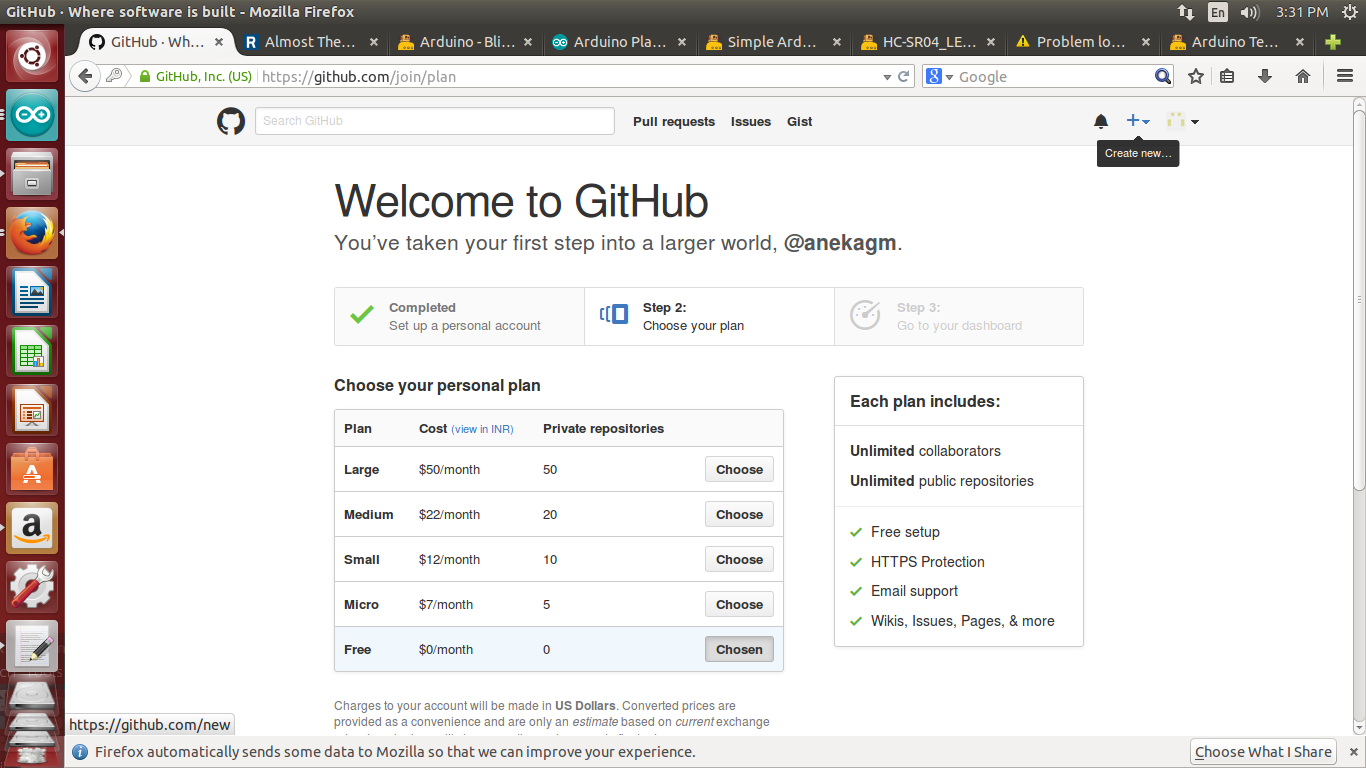 GitHub · Where software is built - Mozilla Firefox
En
3:31 PM
GitHub · Wh...
Almost The...
Arduino - Bli...
Arduino Pla...
Simple Ard...
HC-SR04_LE...
Problem lo...
Arduino Te...
GitHub, Inc. (US)
https://github.com/join/plan
Google
Search GitHub
Pull requests
Issues
Gist
Create new...
Welcome to GitHub
You've taken your first step into a larger world, @anekagm.
Completed
Set up a personal account
Step 2:
Choose your plan
Step 3:
Go to your dashboard
Choose your personal plan
Plan Cost (view in INR) Private repositories
Large $50/month 50 Choose
Medium $22/month 20 Choose
Small $12/month 10 Choose
Micro $7/month 5 Choose
Free $0/month 0 Chosen
Each plan includes:
Unlimited collaborators
Unlimited public repositories
Free setup
HTTPS Protection
Email support
Wikis, Issues, Pages, & more
Charges to your account will be made in US Dollars. Converted prices are
provided as a convenience and are only an estimate based on current exchange
https://github.com/new
Firefox automatically sends some data to Mozilla so that we can improve your experience.
Choose What I Share